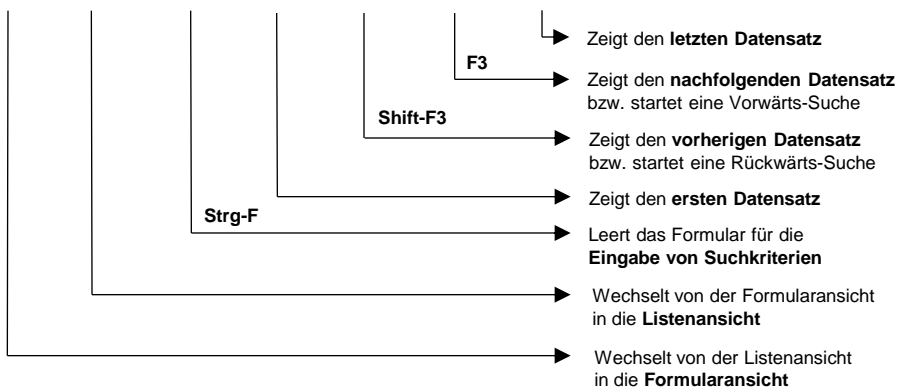 Zeigt den letzten Datensatz
F3
Zeigt den nachfolgenden Datensatz
bzw. startet eine Vorwärts-Suche
Shift-F3
Zeigt den vorherigen Datensatz
bzw. startet eine Rückwärts-Suche
Zeigt den ersten Datensatz
Strg-F
Leert das Formular für die
Eingabe von Suchkriterien
Wechselt von der Formularansicht
in die Listenansicht
Wechselt von der Listenansicht
in die Formularansicht